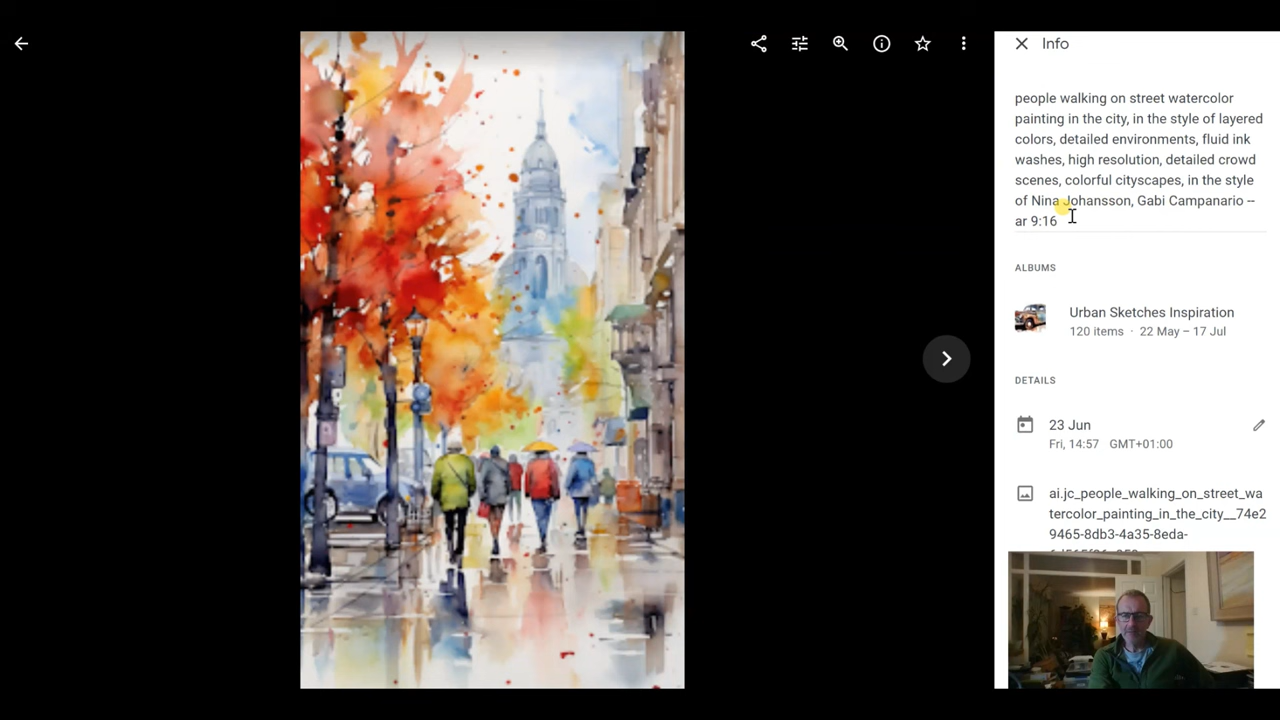 Info
people walking on street watercolor
painting in the city, in the style of layered
colors, detailed environments, fluid ink
washes, high resolution, detailed crowd
scenes, colorful cityscapes, in the style
of Nina Johansson, Gabi Campanario --
ar 9:16
ALBUMS
Urban Sketches Inspiration
120 items · 22 May – 17 Jul
DETAILS
23 Jun
Fri, 14:57 GMT+01:00
ai.jc_people_walking_on_street_wa
tercolor_painting_in_the_city__74e2
9465-8db3-4a35-8eda-